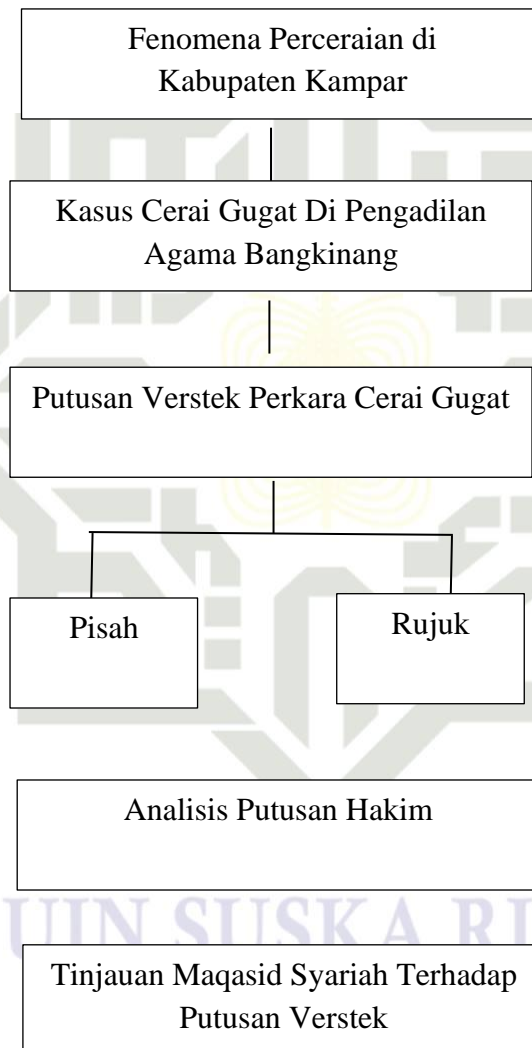 Fenomena Perceraian di
Kabupaten Kampar
Kasus Cerai Gugat Di Pengadilan
Agama Bangkinang
Putusan Verstek Perkara Cerai Gugat
Pisah
Rujuk
Analisis Putusan Hakim
UIN SUSKA RI
Tinjauan Maqasid Syariah Terhadap
Putusan Verstek